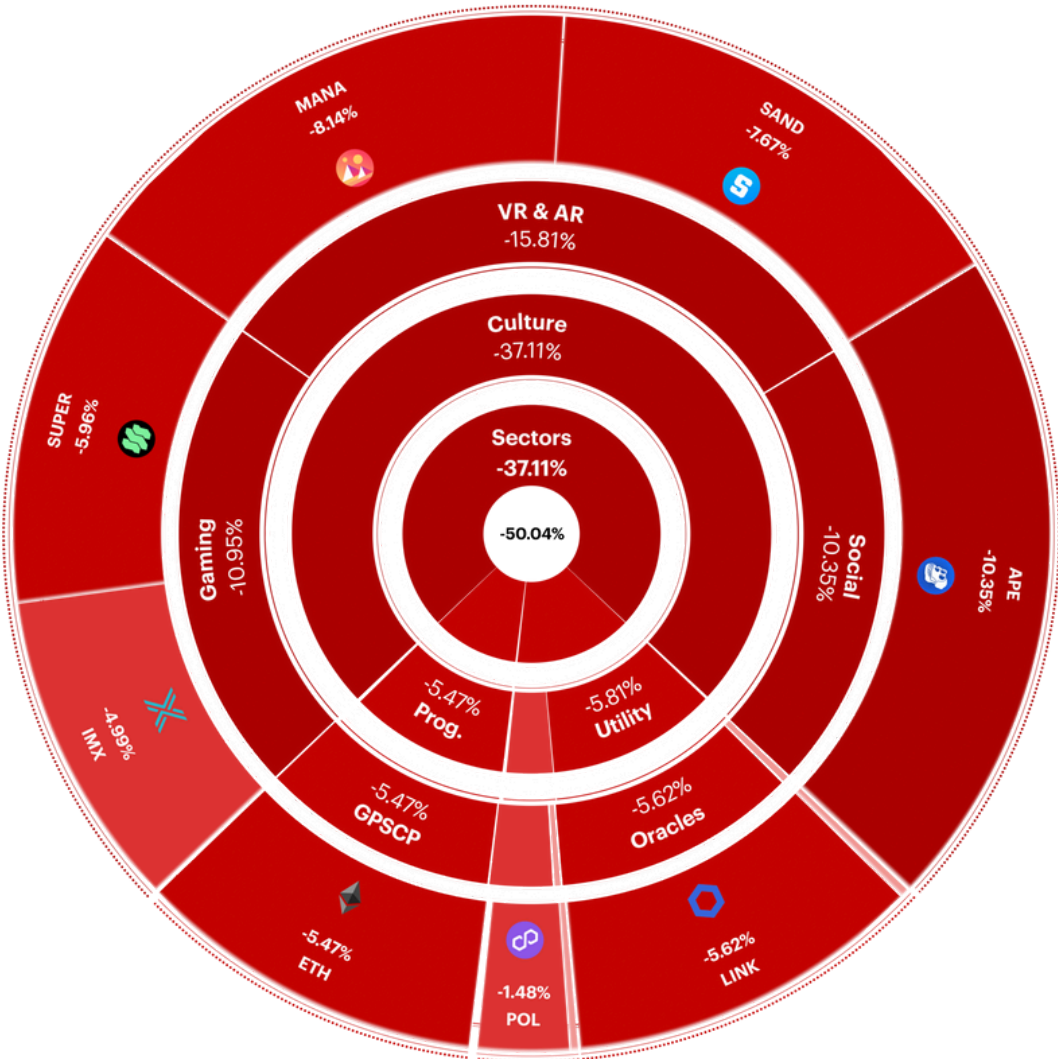 MANA
-8.14%
SAND
-7.67%
VR & AR
-15.81%
Culture
-37.11%
Sectors
-37.11%
-50.04%
SUPER
-5.96%
Gaming
-10.95%
Social
-10.35%
APE
-10.35%
-4.99%
IMX
-5.47%
Prog.
-5.81%
Utility
-5.47%
GPSCP
-5.62%
Oracles
-5.47%
ETH
-1.48%
POL
-5.62%
LINK